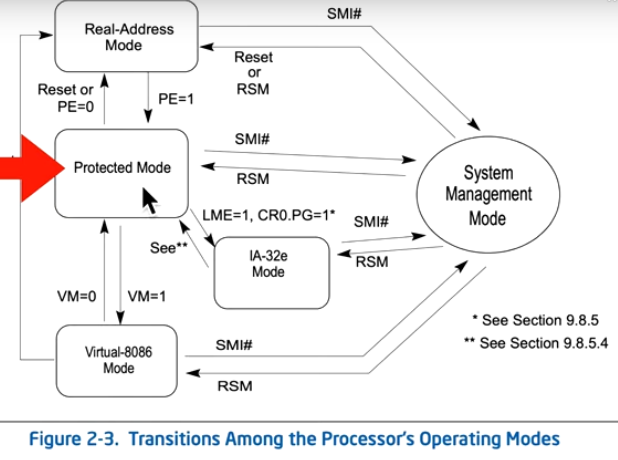 SMI#
Real-Address
Mode
Reset
or
RSM
Reset or
PE=0
PE=1
SMI#
Protected Mode
RSM
System
Management
Mode
LME=1, CR0.PG=1*
SMI#
See**
IA-32e
Mode
RSM
VM=0
VM=1
* See Section 9.8.5
** See Section 9.8.5.4
Virtual-8086
Mode
SMI#
RSM
Figure 2-3. Transitions Among the Processor's Operating Modes